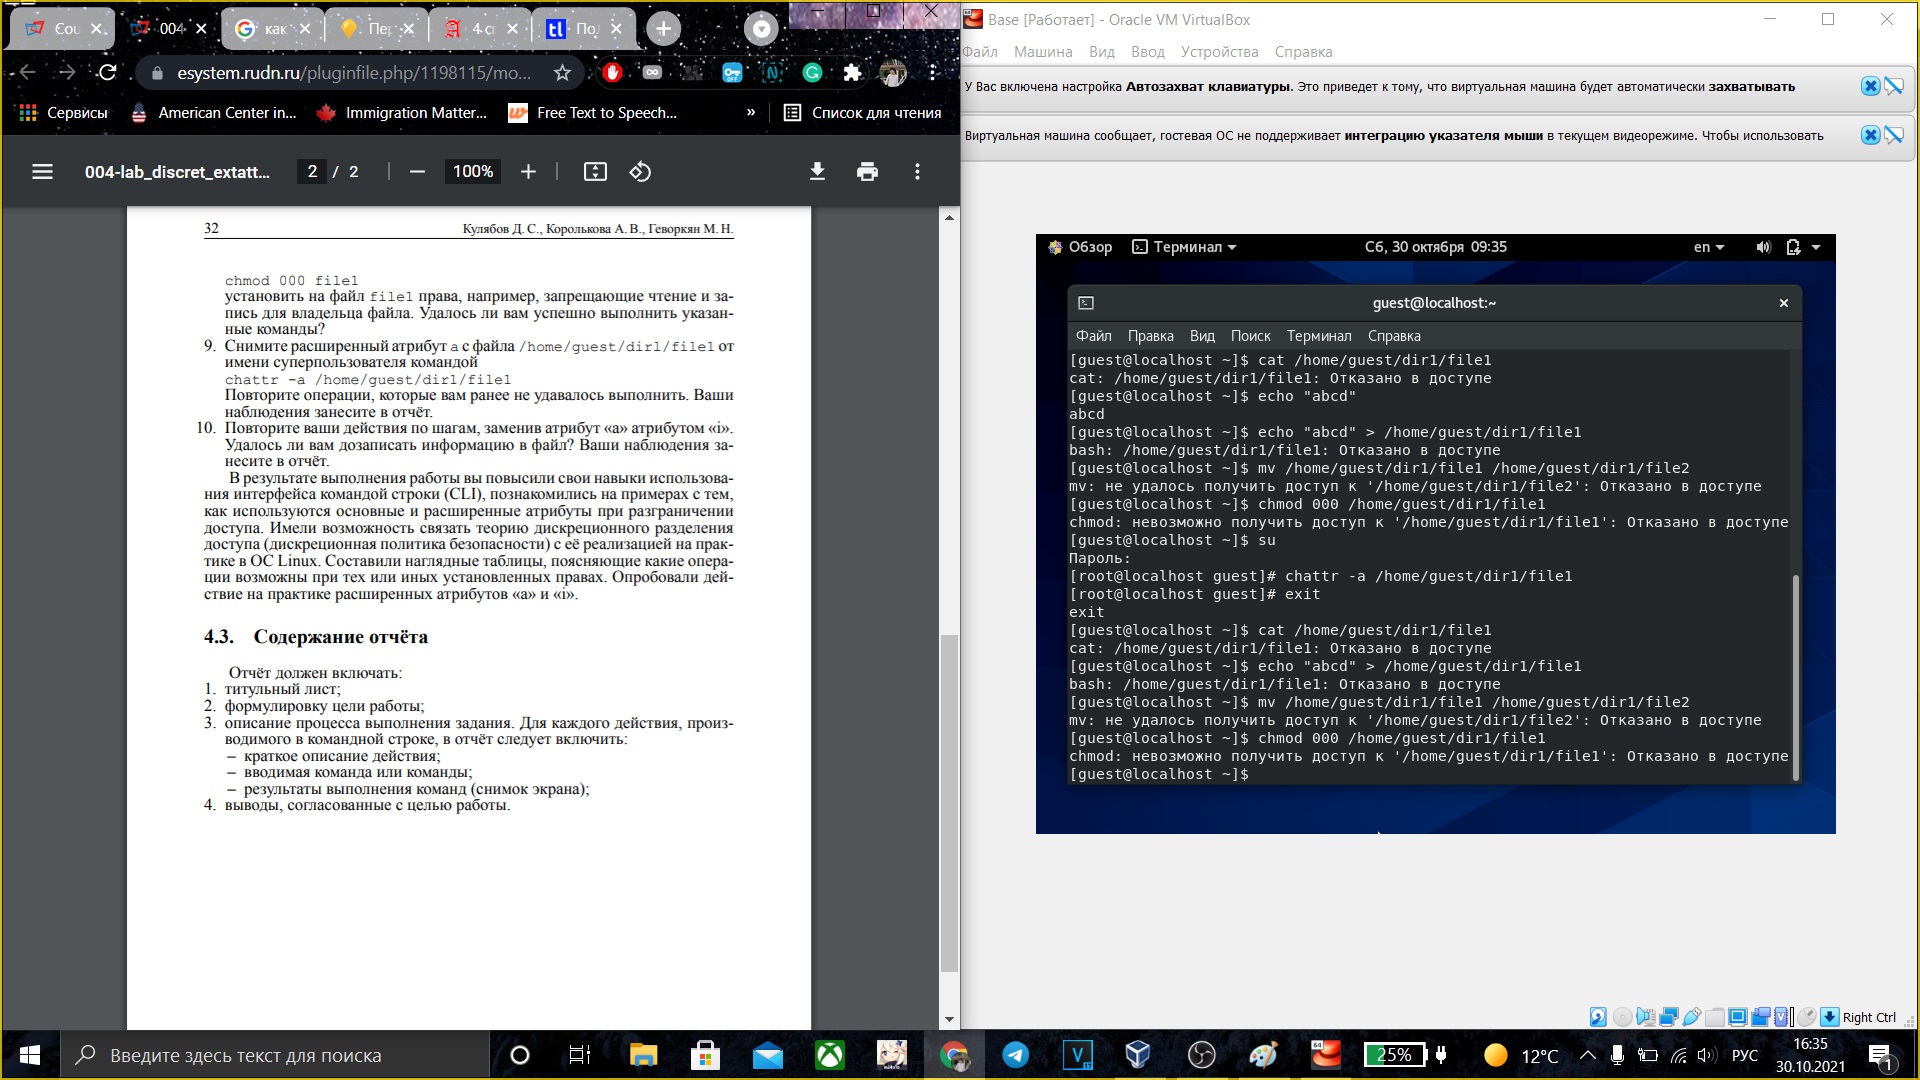 Cou
004
как
Пер
4 сп
По
esystem.rudn.ru/pluginfile.php/1198115/mo...
Сервисы
American Center in...
Immigration Matter...
Free Text to Speech...
»
Список для чтения
004-lab_discret_extatt...
2 / 2
100%
32
Кулябов Д. С., Королькова А. В., Геворкян М. Н.
chmod 000 file1
установить на файл file1 права, например, запрещающие чтение и за-
пись для владельца файла. Удалось ли вам успешно выполнить указан-
ные команды?
9. Снимите расширенный атрибут a с файла /home/guest/dir1/file1 от
имени суперпользователя командой
chattr -a /home/guest/dir1/file1
Повторите операции, которые вам ранее не удавалось выполнить. Ваши
наблюдения занесите в отчёт.
10. Повторите ваши действия по шагам, заменив атрибут «a» атрибутом «i».
Удалось ли вам дозаписать информацию в файл? Ваши наблюдения за-
несите в отчёт.
В результате выполнения работы вы повысили свои навыки использова-
ния интерфейса командой строки (CLI), познакомились на примерах с тем,
как используются основные и расширенные атрибуты при разграничении
доступа. Имели возможность связать теорию дискреционного разделения
доступа (дискреционная политика безопасности) с её реализацией на прак-
тике в ОС Linux. Составили наглядные таблицы, поясняющие какие опера-
ции возможны при тех или иных установленных правах. Опробовали дей-
ствие на практике расширенных атрибутов «a» и «i».
4.3. Содержание отчёта
Отчёт должен включать:
1. титульный лист;
2. формулировку цели работы;
3. описание процесса выполнения задания. Для каждого действия, произ-
водимого в командной строке, в отчёт следует включить:
– краткое описание действия;
– вводимая команда или команды;
– результаты выполнения команд (снимок экрана);
4. выводы, согласованные с целью работы.
Base [Работает] - Oracle VM VirtualBox
Файл Машина Вид Ввод Устройства Справка
У Вас включена настройка Автозахват клавиатуры. Это приведет к тому, что виртуальная машина будет автоматически захватывать
Виртуальная машина сообщает, гостевая ОС не поддерживает интеграцию указателя мыши в текущем видеорежиме. Чтобы использовать
Обзор Терминал Сб, 30 октября 09:35 en
guest@localhost:~
Файл Правка Вид Поиск Терминал Справка
[guest@localhost ~]$ cat /home/guest/dir1/file1
cat: /home/guest/dir1/file1: Отказано в доступе
[guest@localhost ~]$ echo "abcd"
abcd
[guest@localhost ~]$ echo "abcd" > /home/guest/dir1/file1
bash: /home/guest/dir1/file1: Отказано в доступе
[guest@localhost ~]$ mv /home/guest/dir1/file1 /home/guest/dir1/file2
mv: не удалось получить доступ к '/home/guest/dir1/file2': Отказано в доступе
[guest@localhost ~]$ chmod 000 /home/guest/dir1/file1
chmod: невозможно получить доступ к '/home/guest/dir1/file1': Отказано в доступе
[guest@localhost ~]$ su
Пароль:
[root@localhost guest]# chattr -a /home/guest/dir1/file1
[root@localhost guest]# exit
exit
[guest@localhost ~]$ cat /home/guest/dir1/file1
cat: /home/guest/dir1/file1: Отказано в доступе
[guest@localhost ~]$ echo "abcd" > /home/guest/dir1/file1
bash: /home/guest/dir1/file1: Отказано в доступе
[guest@localhost ~]$ mv /home/guest/dir1/file1 /home/guest/dir1/file2
mv: не удалось получить доступ к '/home/guest/dir1/file2': Отказано в доступе
[guest@localhost ~]$ chmod 000 /home/guest/dir1/file1
chmod: невозможно получить доступ к '/home/guest/dir1/file1': Отказано в доступе
[guest@localhost ~]$
Right Ctrl
Введите здесь текст для поиска
25%
12°C
РУС
16:35
30.10.2021
1